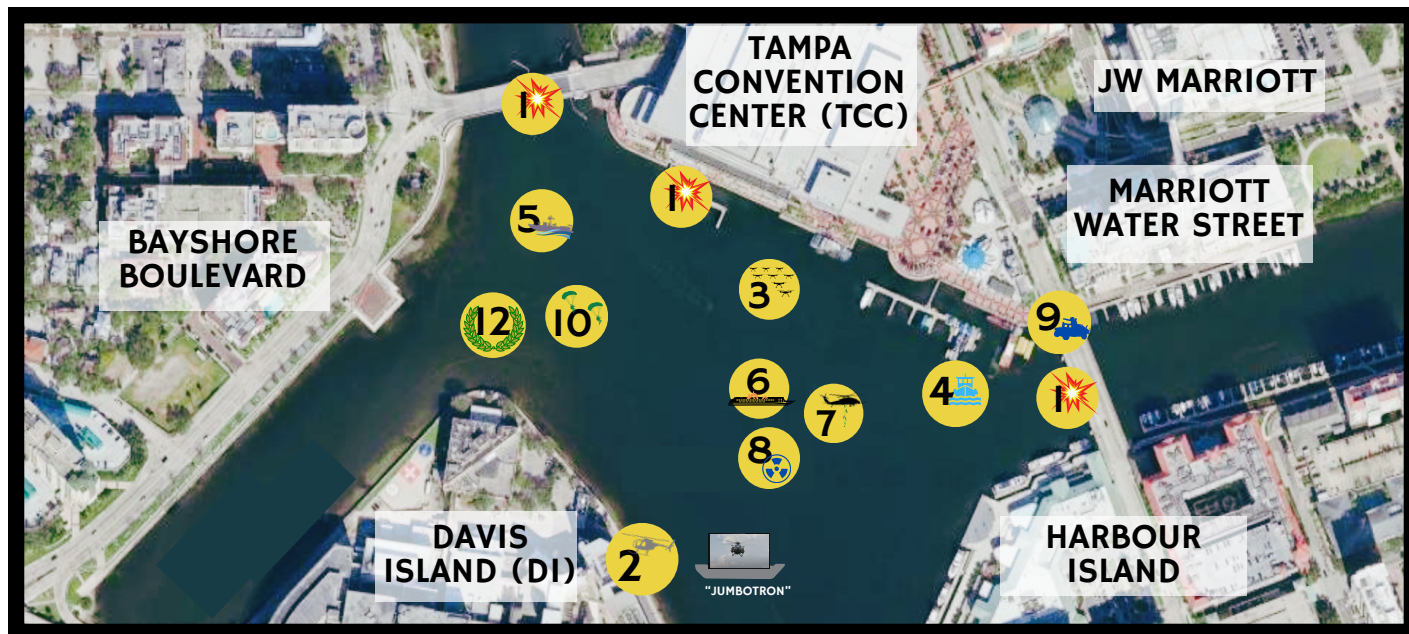 TAMPA
CONVENTION
CENTER (TCC)
JW MARRIOTT
MARRIOTT
WATER STREET
BAYSHORE
BOULEVARD
1
1
5
3
12
10
9
6
4
7
1
8
DAVIS
ISLAND (DI)
2
"JUMBOTRON"
HARBOUR
ISLAND